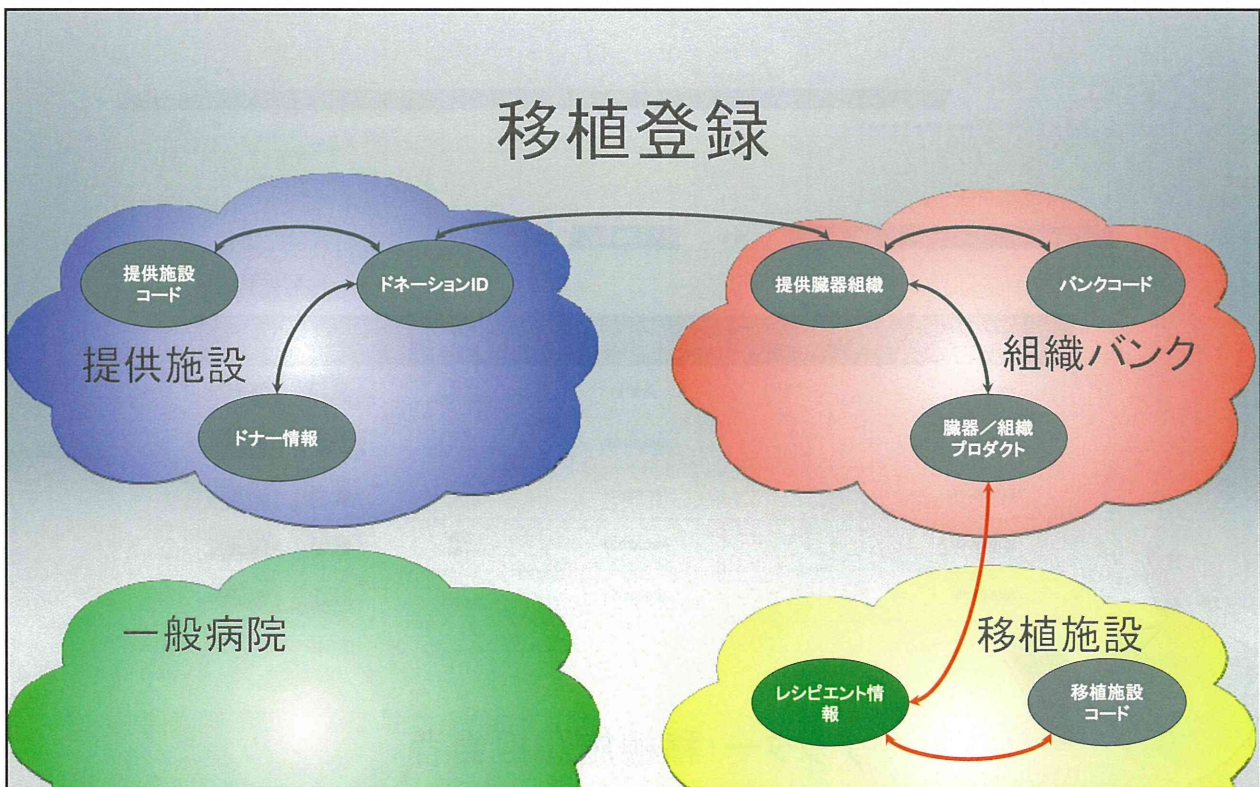 移植登録
提供施設
コード
ドネーションID
提供施設
ドナー情報
提供臓器組織
バンクコード
組織バンク
臓器／組織
プロダクト
一般病院
移植施設
レシピエント情
報
移植施設
コード